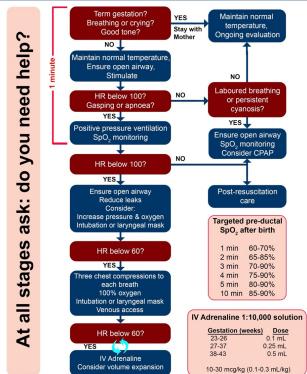 At all stages ask: do you need help?
1 minute
Term gestation?
Breathing or crying?
Good tone?
YES
Stay with
Mother
Maintain normal
temperature,
Ongoing evaluation
NO
Maintain normal temperature,
Ensure open airway,
Stimulate
NO
HR below 100?
Gasping or apnoea?
NO
Laboured breathing
or persistent
cyanosis?
YES
YES
Positive pressure ventilation
SpO2 monitoring
Ensure open airway
SpO2 monitoring
Consider CPAP
HR below 100?
NO
YES
Post-resuscitation
care
Ensure open airway
Reduce leaks
Consider:
Increase pressure & oxygen
Intubation or laryngeal mask
HR below 60?
YES
Three chest compressions to
each breath
100% oxygen
Intubation or laryngeal mask
Venous access
HR below 60?
YES
IV Adrenaline
Consider volume expansion
Targeted pre-ductal
SpO2 after birth
1 min 60-70%
2 min 65-85%
3 min 70-90%
4 min 75-90%
5 min 80-90%
10 min 85-90%
IV Adrenaline 1:10,000 solution
Gestation (weeks) Dose
23-26 0.1 mL
27-37 0.25 mL
38-43 0.5 mL
10-30 mcg/kg (0.1-0.3 mL/kg)